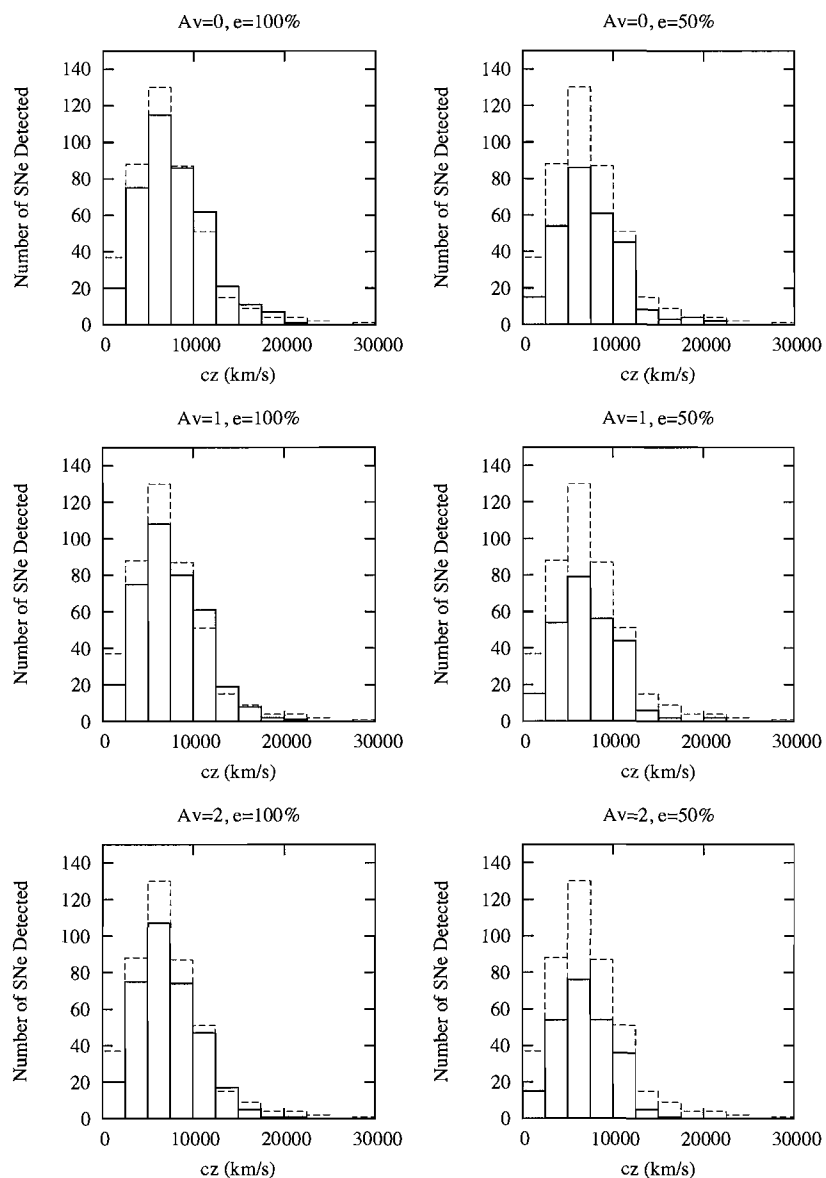 Av=0, e=100%
Number of SNe Detected
140
120
100
80
60
40
20
0
0 10000 20000 30000
cz (km/s)
Av=0, e=50%
Number of SNe Detected
140
120
100
80
60
40
20
0
0 10000 20000 30000
cz (km/s)
Av=1, e=100%
Number of SNe Detected
140
120
100
80
60
40
20
0
0 10000 20000 30000
cz (km/s)
Av=1, e=50%
Number of SNe Detected
140
120
100
80
60
40
20
0
0 10000 20000 30000
cz (km/s)
Av=2, e=100%
Number of SNe Detected
140
120
100
80
60
40
20
0
0 10000 20000 30000
cz (km/s)
Av=2, e=50%
Number of SNe Detected
140
120
100
80
60
40
20
0
0 10000 20000 30000
cz (km/s)